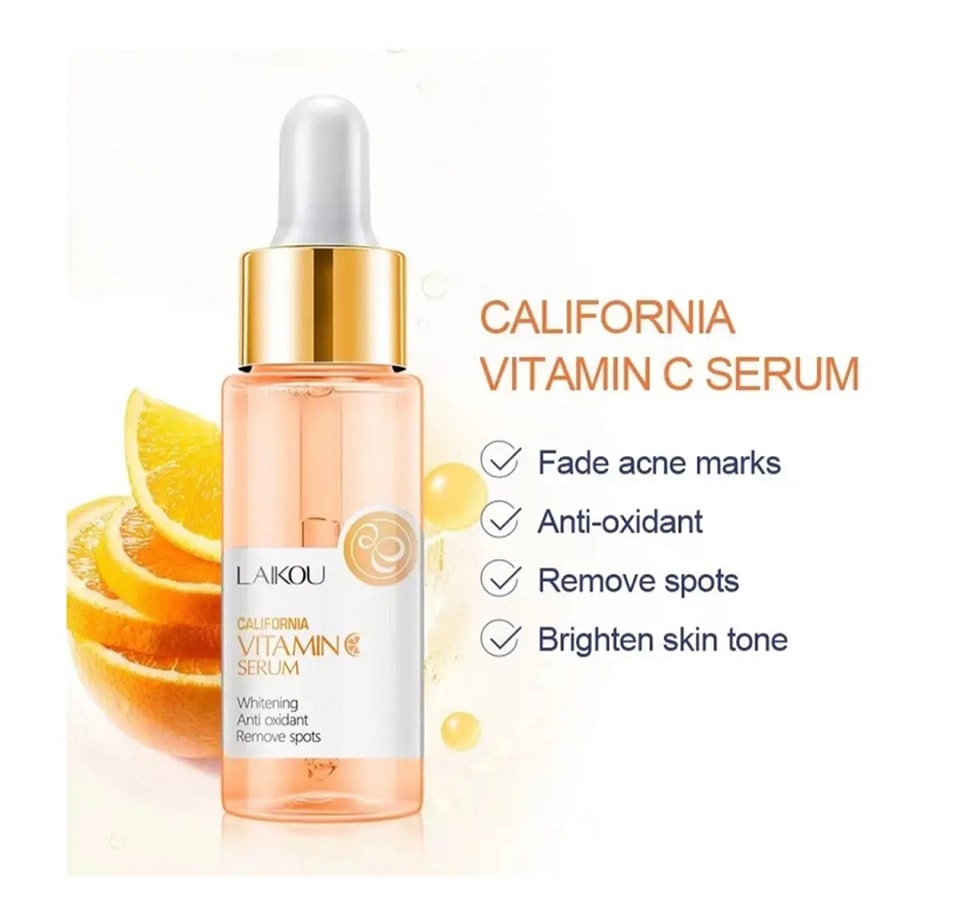 CALIFORNIA
VITAMIN C SERUM
Fade acne marks
Anti-oxidant
Remove spots
Brighten skin tone
LAIKOU
CALIFORNIA
VITAMIN C
SERUM
Whitening
Anti oxidant
Remove spots